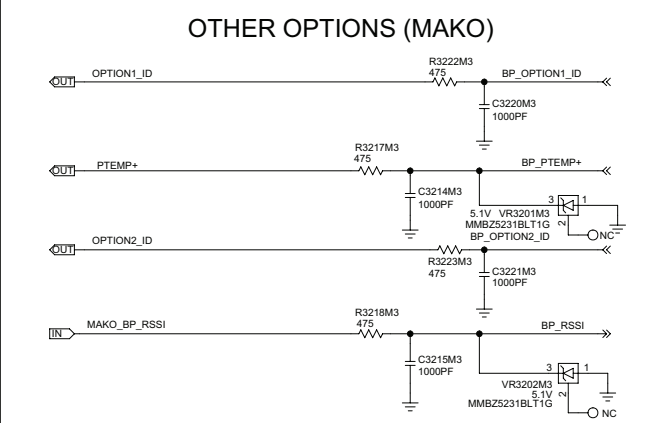 OTHER OPTIONS (MAKO)
R3222M3
475
OUT OPTION1_ID BP_OPTION1_ID
C3220M3
1000PF
R3217M3
475
OUT PTEMP+ BP_PTEMP+
C3214M3
1000PF
3 1
5.1V VR3201M3
MMBZ5231BLT1G
2
NC
OUT OPTION2_ID BP_OPTION2_ID
R3223M3
475
C3221M3
1000PF
R3218M3
475
IN MAKO_BP_RSSI BP_RSSI
C3215M3
1000PF
3 1
VR3202M3
5.1V
MMBZ5231BLT1G
2
NC